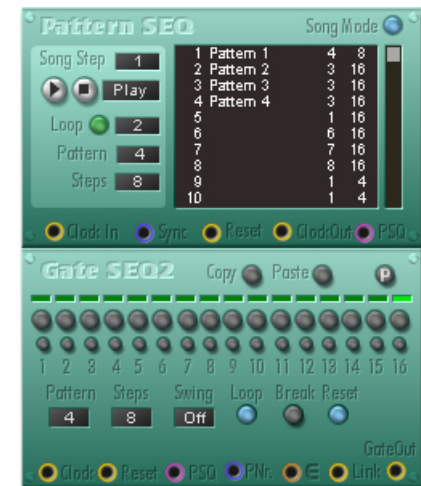 Pattern SEQ Song Mode
Song Step 1
Play
Loop 2
Pattern 4
Steps 8
1 Pattern 1 4 8
2 Pattern 2 3 16
3 Pattern 3 3 16
4 Pattern 4 3 16
5 1 16
6 6 16
7 7 16
8 8 16
9 1 4
10 1 4
Clock In Sync Reset ClockOut PSQ
Gate SEQ2 Copy Paste P
1 2 3 4 5 6 7 8 9 10 11 12 13 14 15 16
Pattern Steps Swing Loop Break Reset
4 8 Off
GateOut
Clock Reset PSQ PNr. E Link